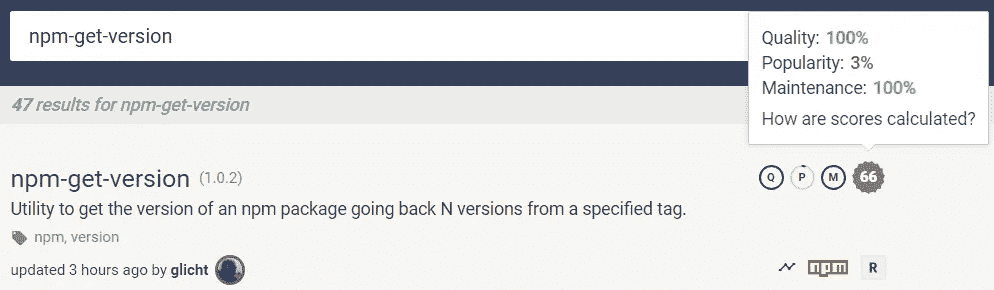 npm-get-version
Quality: 100%
Popularity: 3%
Maintenance: 100%
How are scores calculated?
47 results for npm-get-version
npm-get-version (1.0.2)
Q P M 66
Utility to get the version of an npm package going back N versions from a specified tag.
npm, version
updated 3 hours ago by glicht
npm R